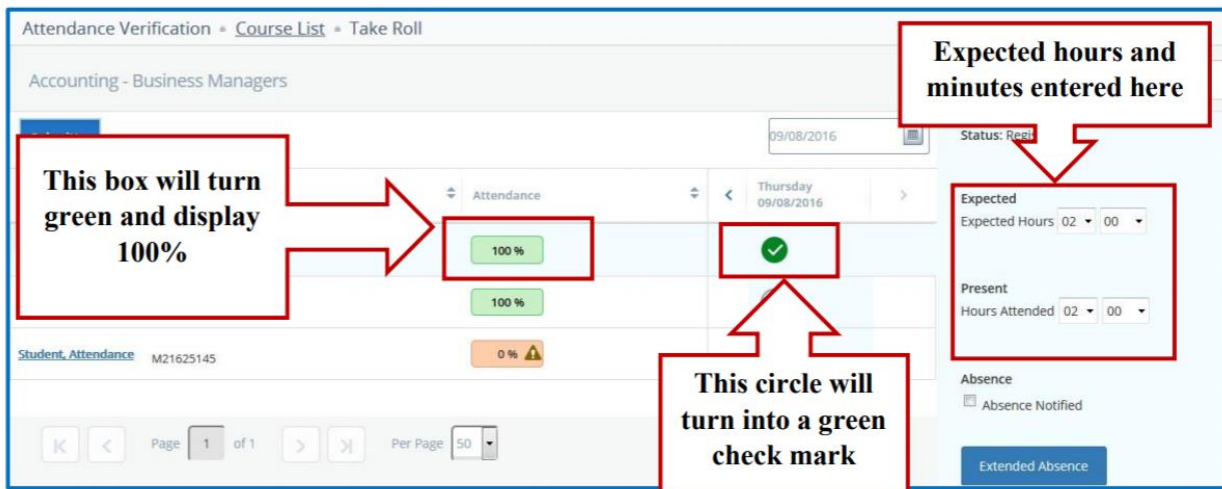 Attendance Verification • Course List • Take Roll
Expected hours and
minutes entered here
Accounting - Business Managers
09/08/2016
Status:
This box will turn
green and display
100%
Attendance
Thursday
09/08/2016
Expected
Expected Hours 02 00
100 %
Present
Hours Attended 02 00
100 %
Student, Attendance M21625145
0 %
This circle will
turn into a green
check mark
Absence
Absence Notified
Page 1 of 1
Per Page 50
Extended Absence